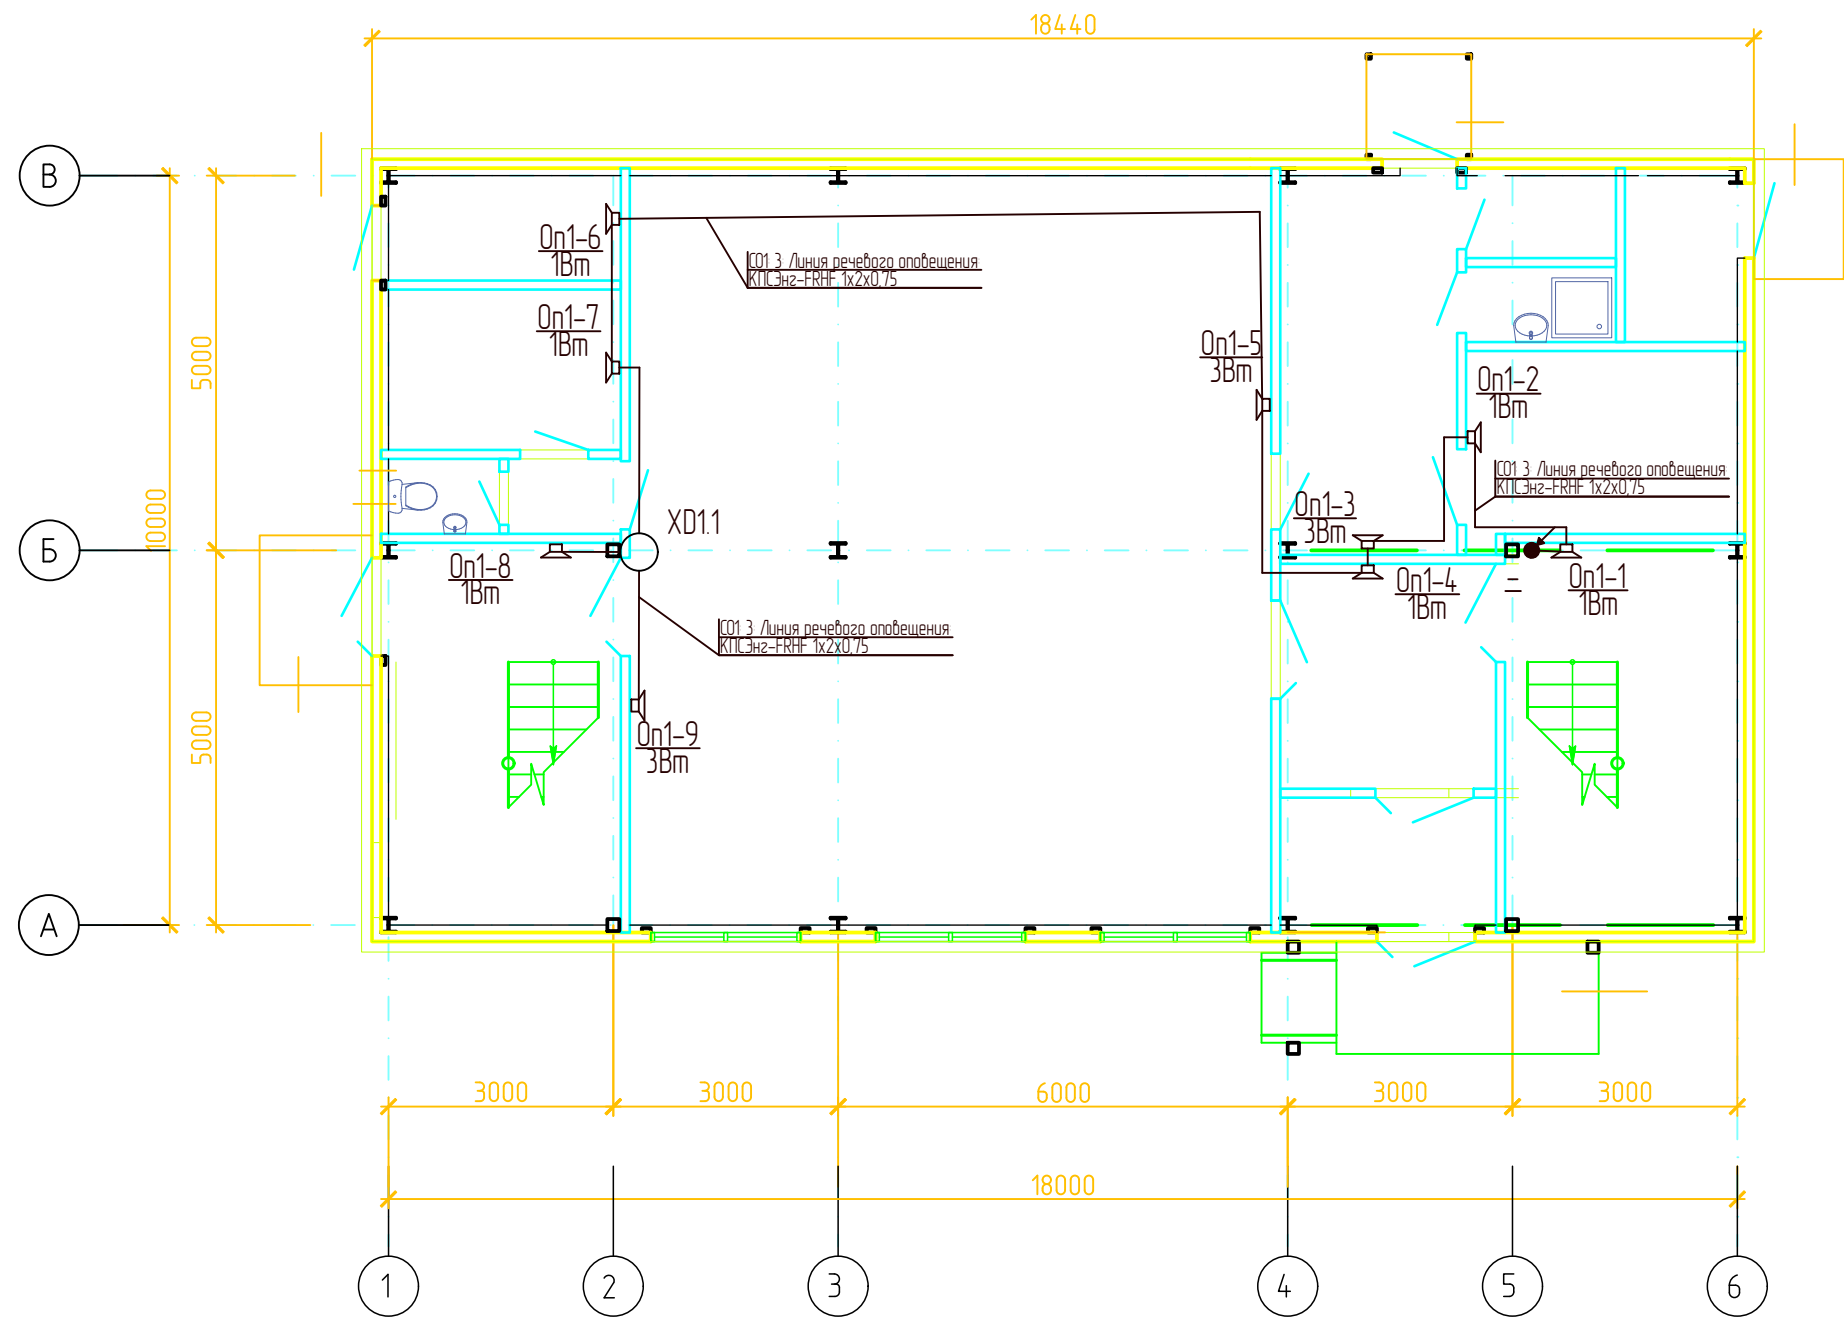 18440
В
Оп1-6
1Вт
СО1 3 Линия речевого оповещения
КПСЭнг-FRHF 1x2x0,75
Оп1-7
1Вт
Оп1-5
3Вт
5000
Оп1-2
1Вт
СО1 3 Линия речевого оповещения
КПСЭнг-FRHF 1x2x0,75
10000
Оп1-3
3Вт
XD1.1
Б
Оп1-8
1Вт
Оп1-4
1Вт
Оп1-1
1Вт
СО1 3 Линия речевого оповещения
КПСЭнг-FRHF 1x2x0,75
5000
Оп1-9
3Вт
А
3000
3000
6000
3000
3000
18000
1
2
3
4
5
6